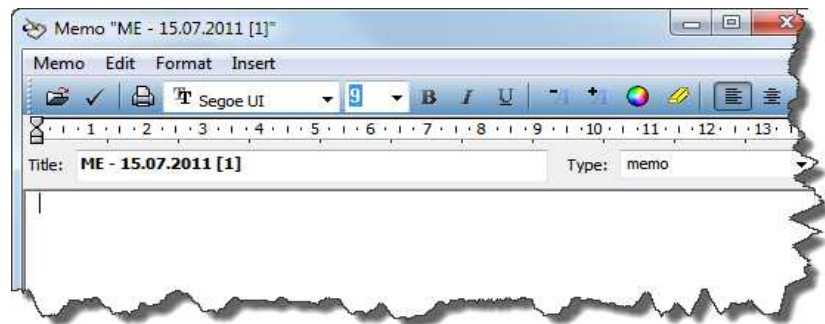 Memo "ME - 15.07.2011 [1]"
Memo Edit Format Insert
Segoe UI 9 B I U
1 2 3 4 5 6 7 8 9 10 11 12 13
Title: ME - 15.07.2011 [1] Type: memo